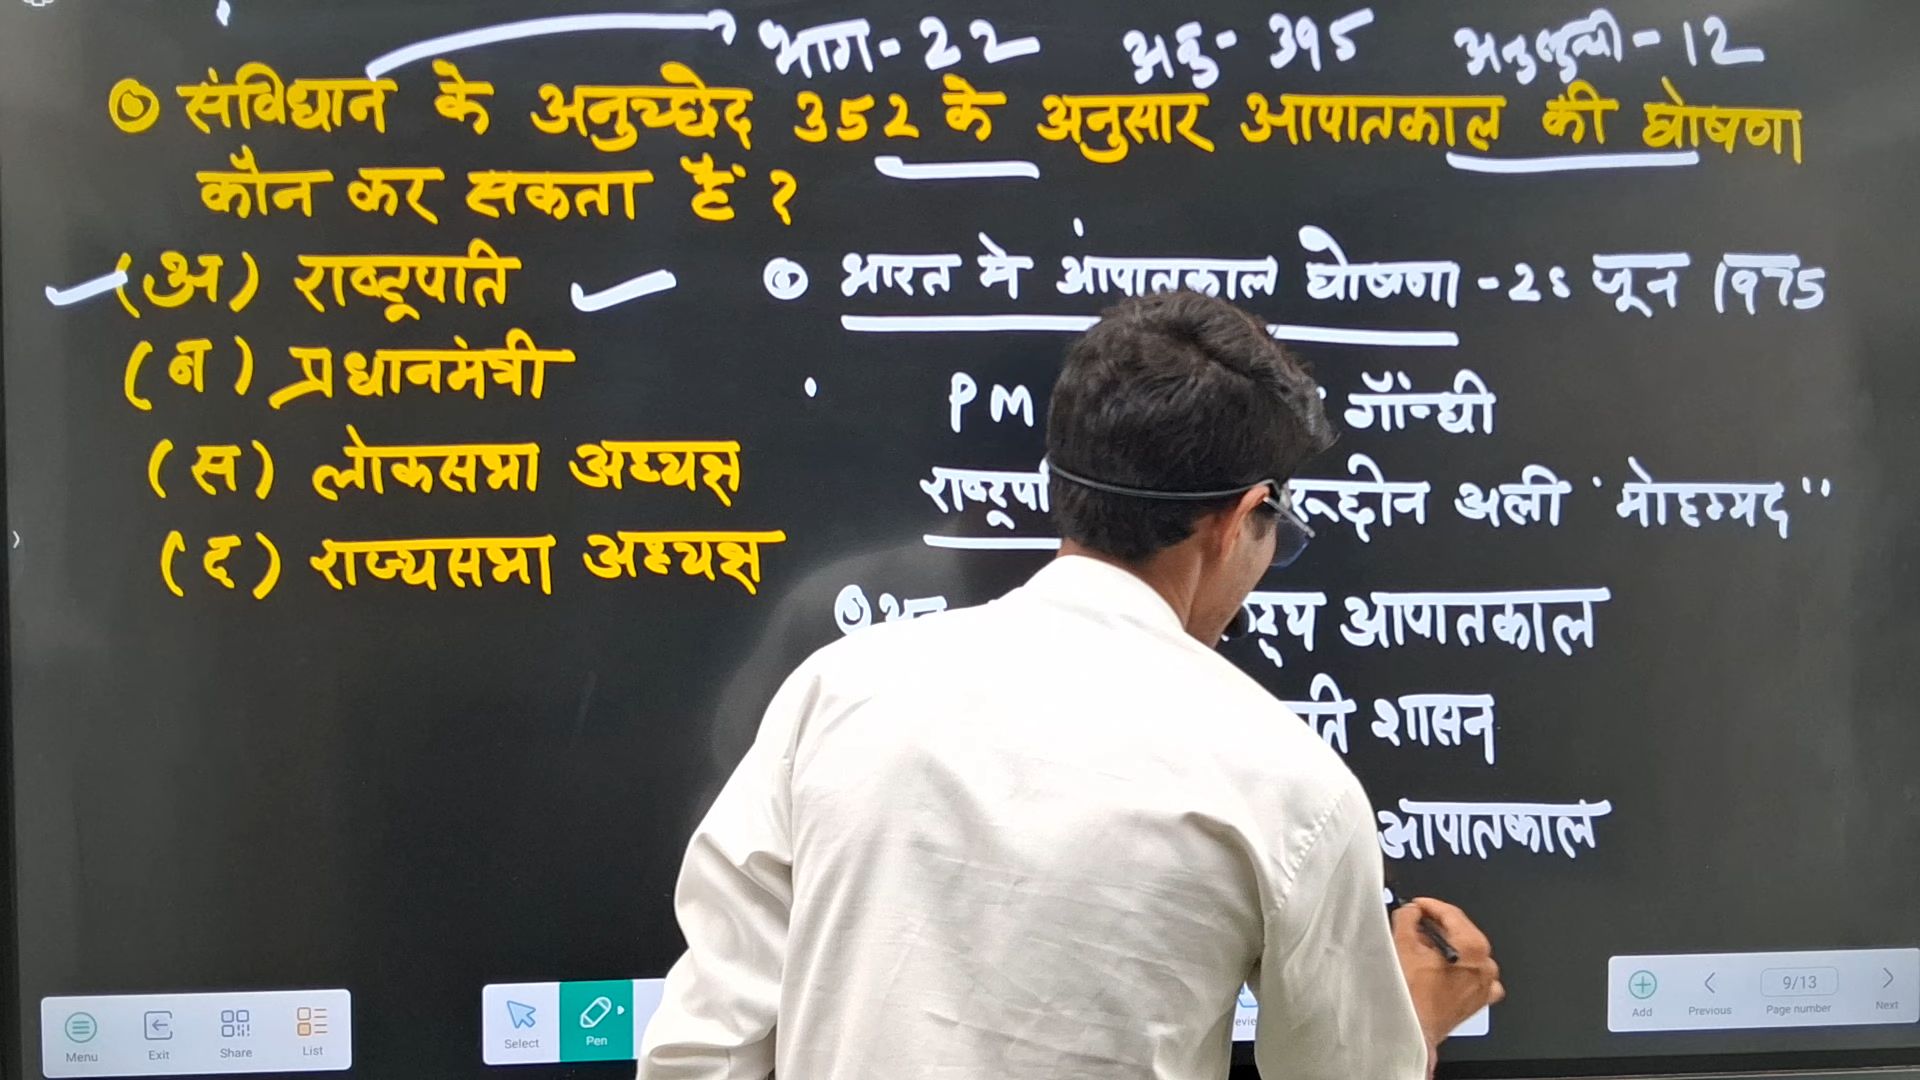 भाग - 22 अनु - 395 अनुसूची - 12
संविधान के अनुच्छेद 352 के अनुसार आपातकाल की घोषणा
कौन कर सकता हैं ?
(अ) राष्ट्रपति
(ब) प्रधानमंत्री
(स) लोकसभा अध्यक्ष
(द) राज्यसभा अध्यक्ष
भारत मे आंपातकाल घोषणा - 25 जून 1975
PM गाँन्धी
अली मोहम्मद"
आपातकाल
शासन
आपातकाल
Menu Exit Share List
Select Pen
Add Previous 9/13 Page number Next